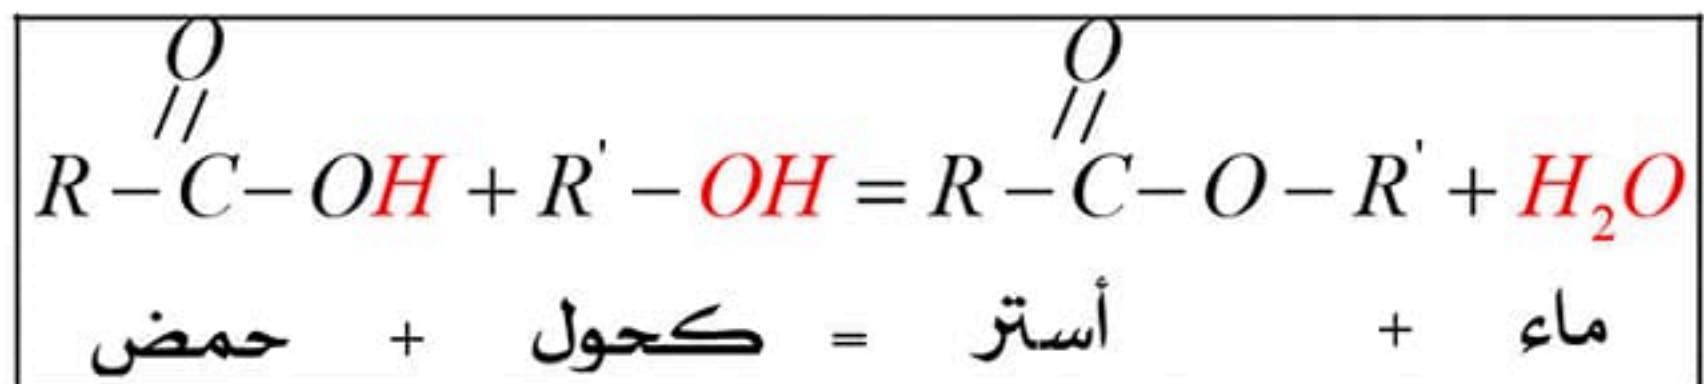 O O
// //
R – C – OH + R' – OH = R – C – O – R' + H₂O
حمض + كحول = أستر + ماء